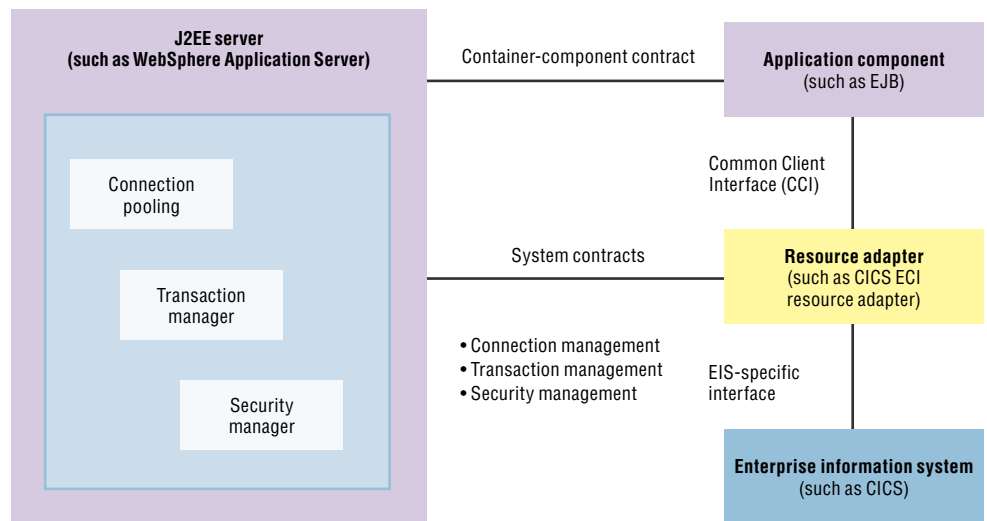 J2EE server
(such as WebSphere Application Server)
Connection
pooling
Transaction
manager
Security
manager
Container-component contract
System contracts
• Connection management
• Transaction management
• Security management
Application component
(such as EJB)
Common Client
Interface (CCI)
Resource adapter
(such as CICS ECI
resource adapter)
EIS-specific
interface
Enterprise information system
(such as CICS)